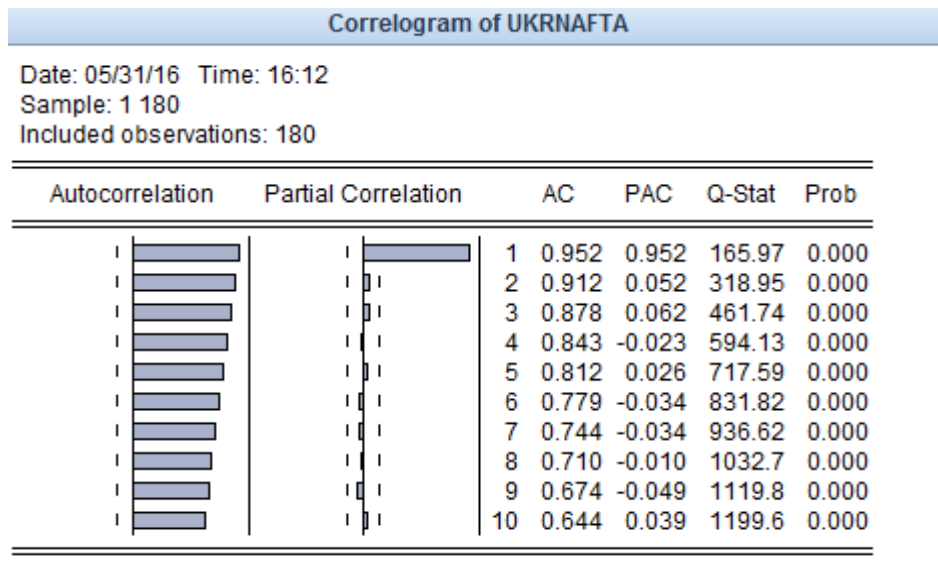 Correlogram of UKRNAFTA
Date: 05/31/16 Time: 16:12
Sample: 1 180
Included observations: 180
Autocorrelation Partial Correlation AC PAC Q-Stat Prob
1 0.952 0.952 165.97 0.000
2 0.912 0.052 318.95 0.000
3 0.878 0.062 461.74 0.000
4 0.843 -0.023 594.13 0.000
5 0.812 0.026 717.59 0.000
6 0.779 -0.034 831.82 0.000
7 0.744 -0.034 936.62 0.000
8 0.710 -0.010 1032.7 0.000
9 0.674 -0.049 1119.8 0.000
10 0.644 0.039 1199.6 0.000